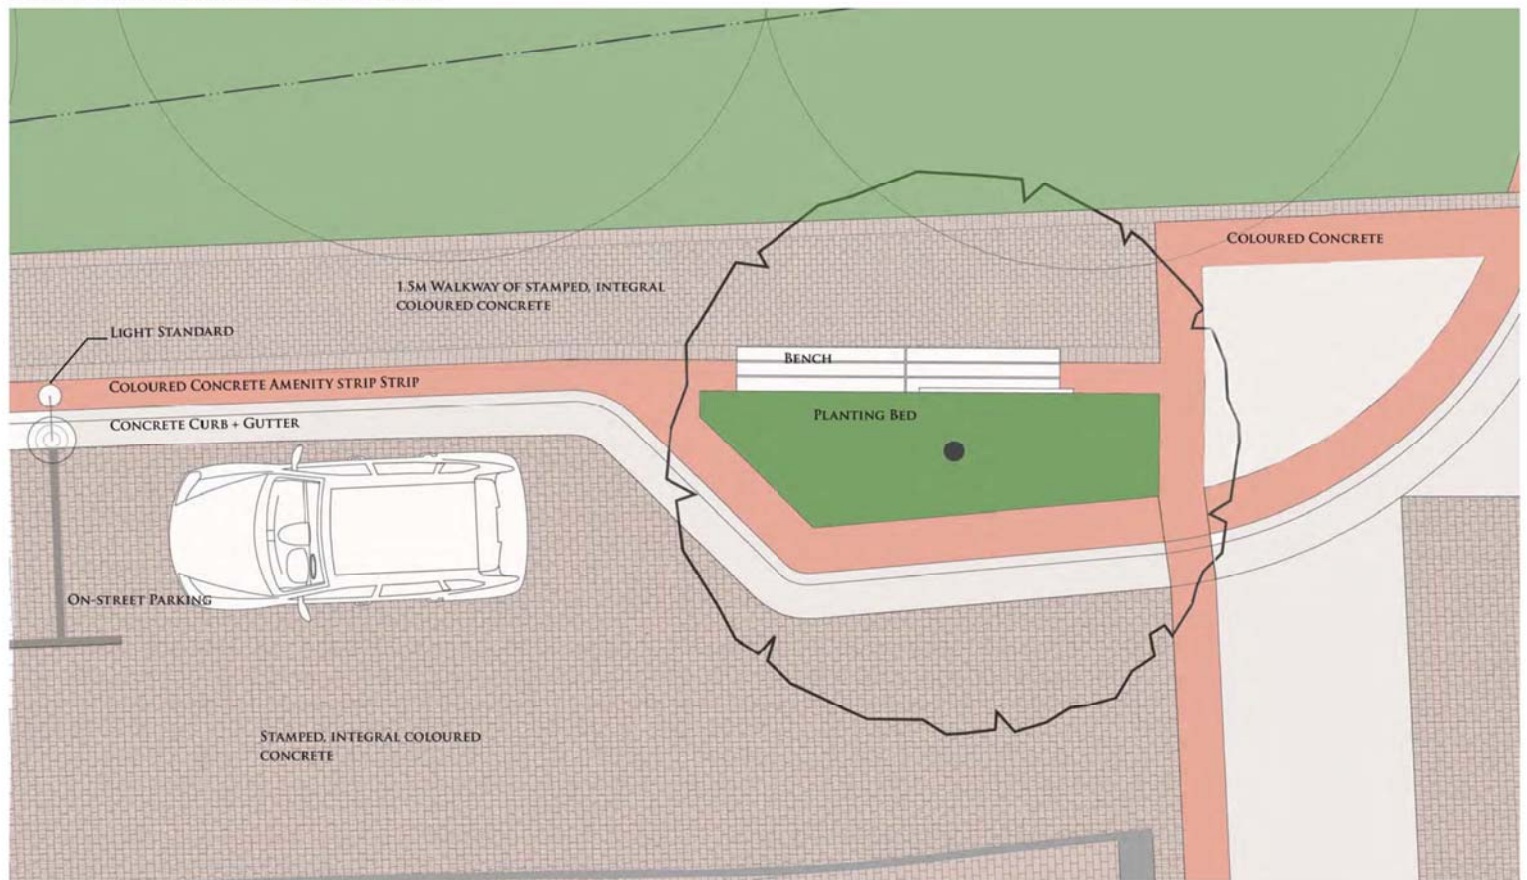 COLOURED CONCRETE
1.5M WALKWAY OF STAMPED, INTEGRAL
COLOURED CONCRETE
LIGHT STANDARD
BENCH
COLOURED CONCRETE AMENITY STRIP STRIP
PLANTING BED
CONCRETE CURB + GUTTER
ON-STREET PARKING
STAMPED, INTEGRAL COLOURED
CONCRETE